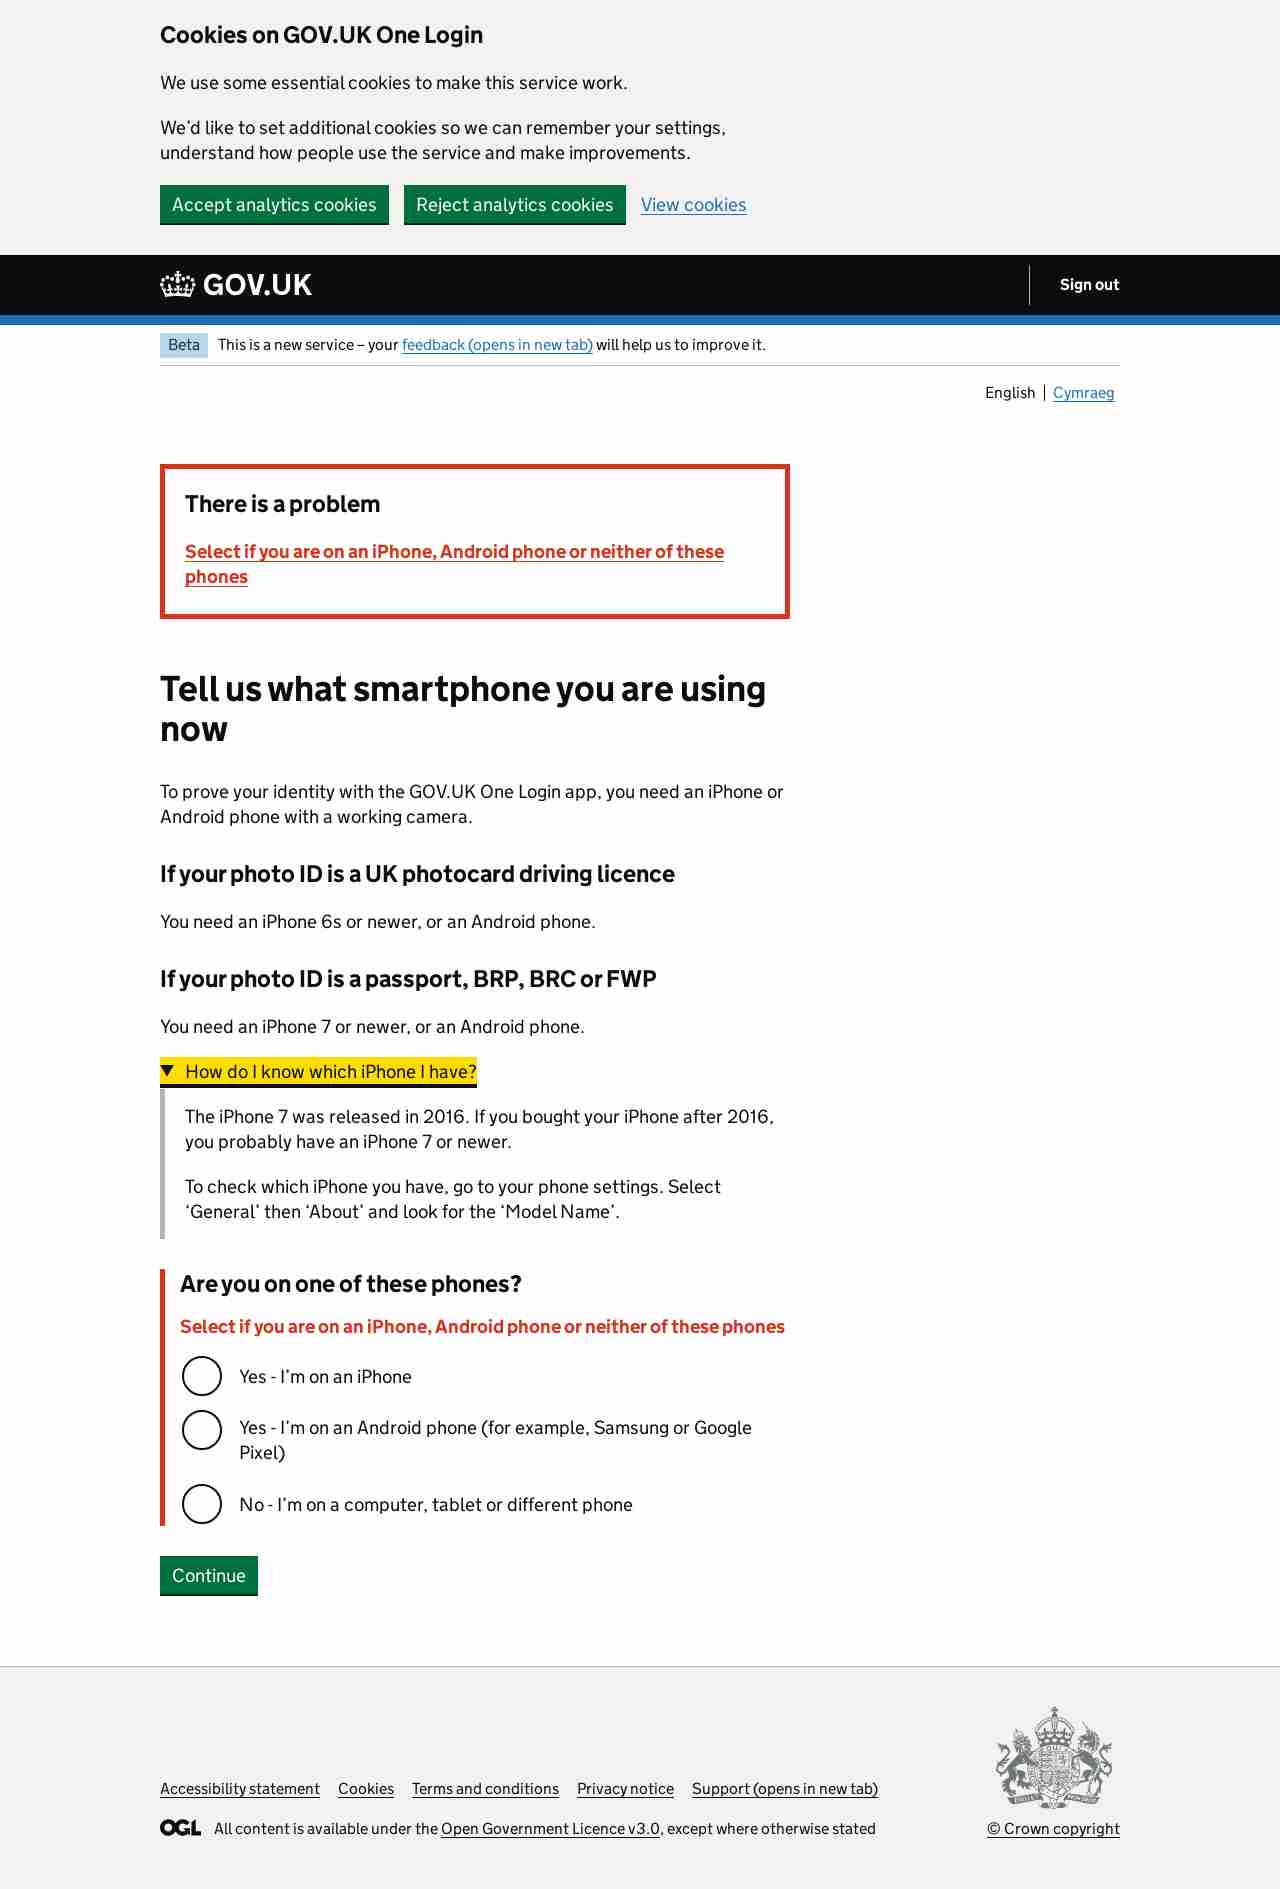 Cookies on GOV.UK One Login
We use some essential cookies to make this service work.
We’d like to set additional cookies so we can remember your settings,
understand how people use the service and make improvements.
Accept analytics cookies Reject analytics cookies View cookies
GOV.UK Sign out
Beta This is a new service – your feedback (opens in new tab) will help us to improve it.
English Cymraeg
There is a problem
Select if you are on an iPhone, Android phone or neither of these
phones
Tell us what smartphone you are using
now
To prove your identity with the GOV.UK One Login app, you need an iPhone or
Android phone with a working camera.
If your photo ID is a UK photocard driving licence
You need an iPhone 6s or newer, or an Android phone.
If your photo ID is a passport, BRP, BRC or FWP
You need an iPhone 7 or newer, or an Android phone.
How do I know which iPhone I have?
The iPhone 7 was released in 2016. If you bought your iPhone after 2016,
you probably have an iPhone 7 or newer.
To check which iPhone you have, go to your phone settings. Select
‘General’ then ‘About’ and look for the ‘Model Name’.
Are you on one of these phones?
Select if you are on an iPhone, Android phone or neither of these phones
Yes - I’m on an iPhone
Yes - I’m on an Android phone (for example, Samsung or Google
Pixel)
No - I’m on a computer, tablet or different phone
Continue
Accessibility statement Cookies Terms and conditions Privacy notice Support (opens in new tab)
OGL All content is available under the Open Government Licence v3.0, except where otherwise stated
© Crown copyright